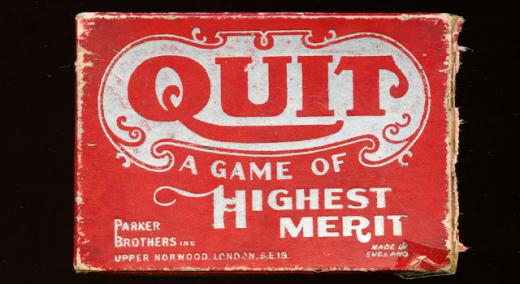 QUIT
A GAME OF
HIGHEST
MERIT
PARKER
BROTHERS INC
UPPER NORWOOD, LONDON, S.E.19.
MADE IN
ENGLAND